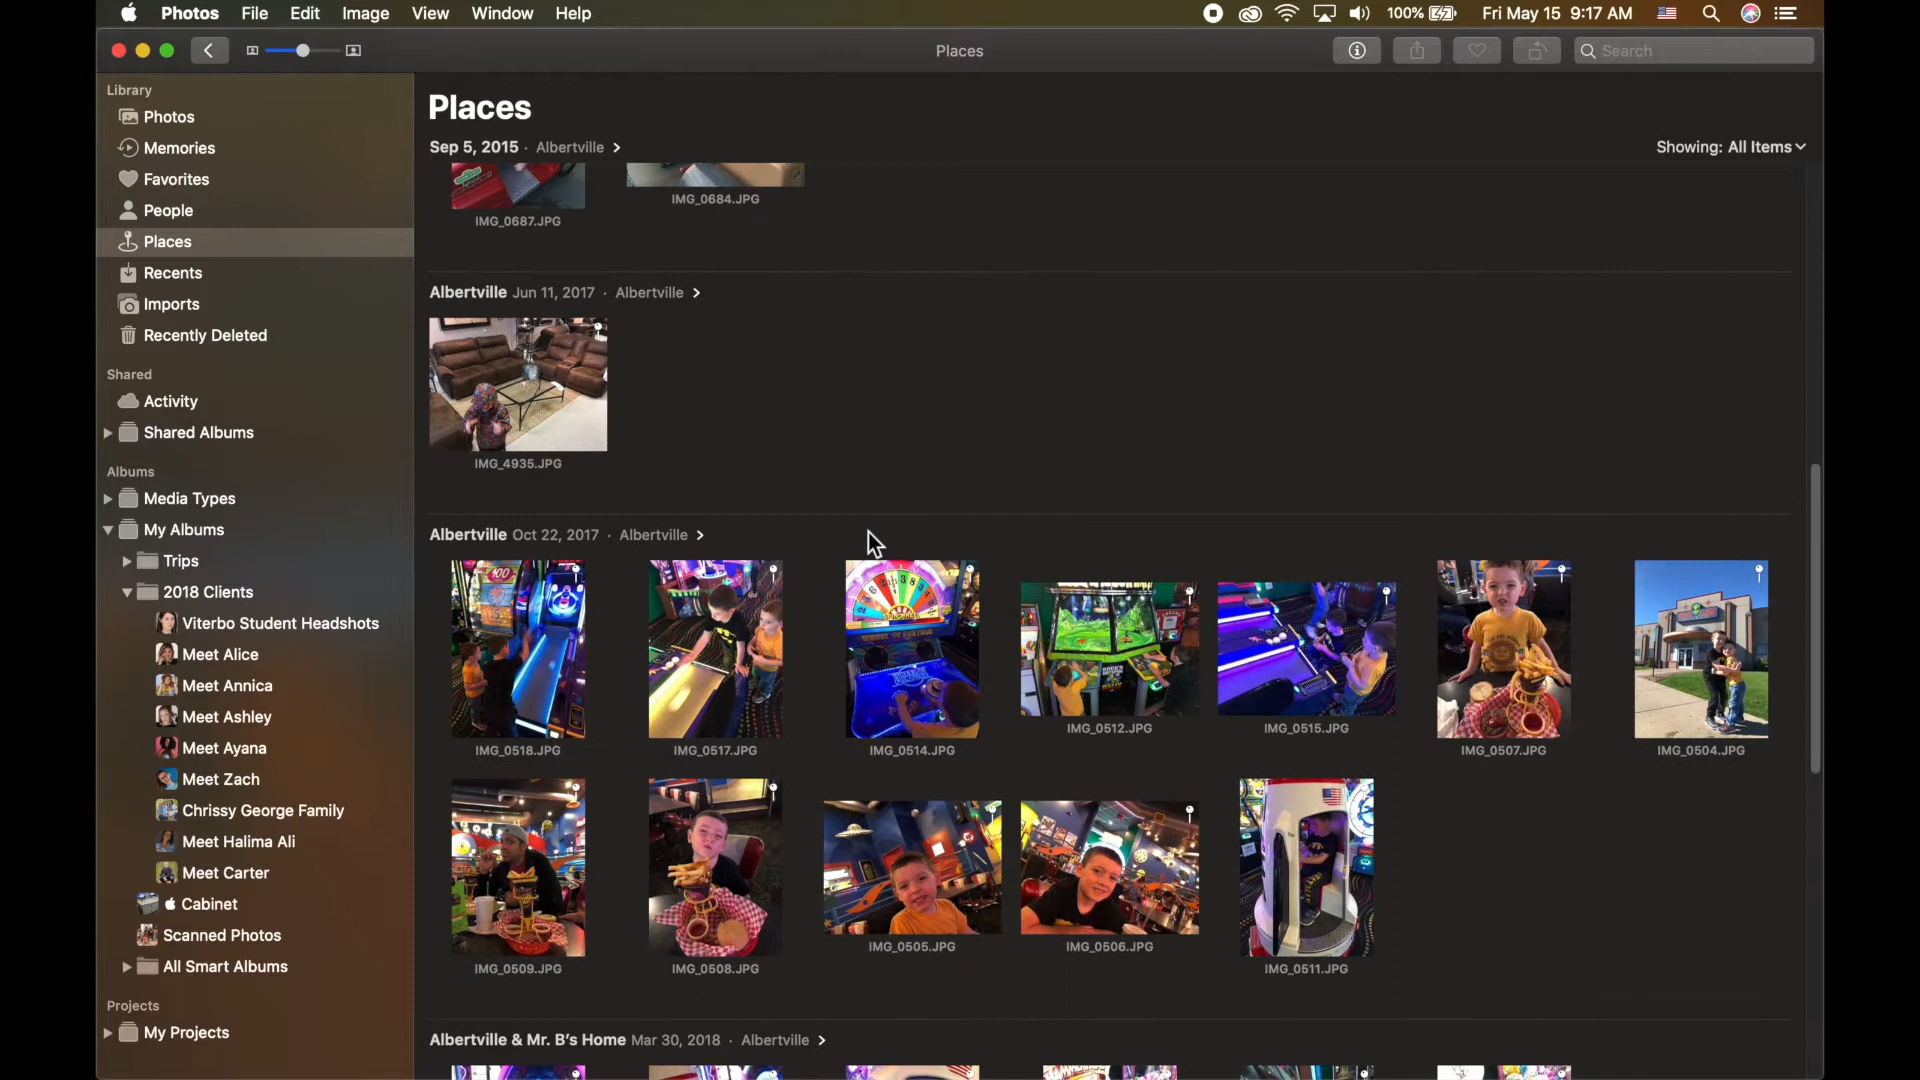 Photos File Edit Image View Window Help 100% Fri May 15 9:17 AM
Places
Search
Library
Photos
Memories
Favorites
People
Places
Recents
Imports
Recently Deleted
Shared
Activity
Shared Albums
Albums
Media Types
My Albums
Trips
2018 Clients
Viterbo Student Headshots
Meet Alice
Meet Annica
Meet Ashley
Meet Ayana
Meet Zach
Chrissy George Family
Meet Halima Ali
Meet Carter
Cabinet
Scanned Photos
All Smart Albums
Projects
My Projects
Places
Sep 5, 2015 · Albertville >
Showing: All Items
IMG_0687.JPG
IMG_0684.JPG
Albertville Jun 11, 2017 · Albertville >
IMG_4935.JPG
Albertville Oct 22, 2017 · Albertville >
100
IMG_0518.JPG
IMG_0517.JPG
IMG_0514.JPG
IMG_0512.JPG
IMG_0515.JPG
IMG_0507.JPG
IMG_0504.JPG
IMG_0509.JPG
IMG_0508.JPG
IMG_0505.JPG
IMG_0506.JPG
IMG_0511.JPG
Albertville & Mr. B's Home Mar 30, 2018 · Albertville >